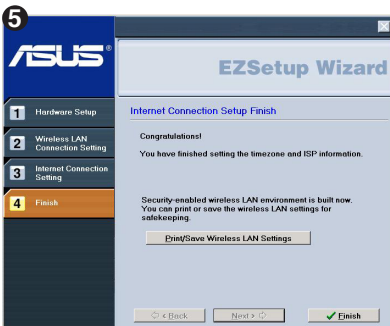 5
ASUS®
EZSetup Wizard
1 Hardware Setup
2 Wireless LAN
Connection Setting
3 Internet Connection
Setting
4 Finish
Internet Connection Setup Finish
Congratulations!
You have finished setting the timezone and ISP information.
Security-enabled wireless LAN environment is built now.
You can print or save the wireless LAN settings for
safekeeping.
Print/Save Wireless LAN Settings
< Back
Next >
Finish